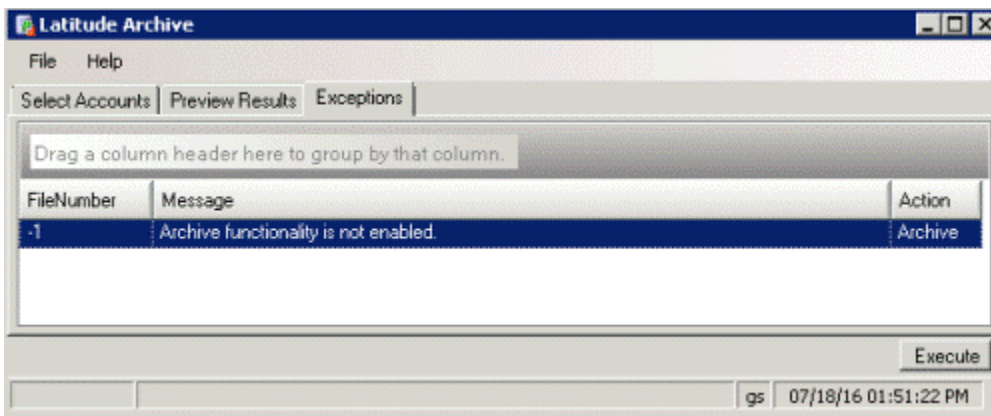 Latitude Archive
File Help
Select Accounts Preview Results Exceptions
Drag a column header here to group by that column.
FileNumber Message Action
-1 Archive functionality is not enabled. Archive
Execute
gs 07/18/16 01:51:22 PM